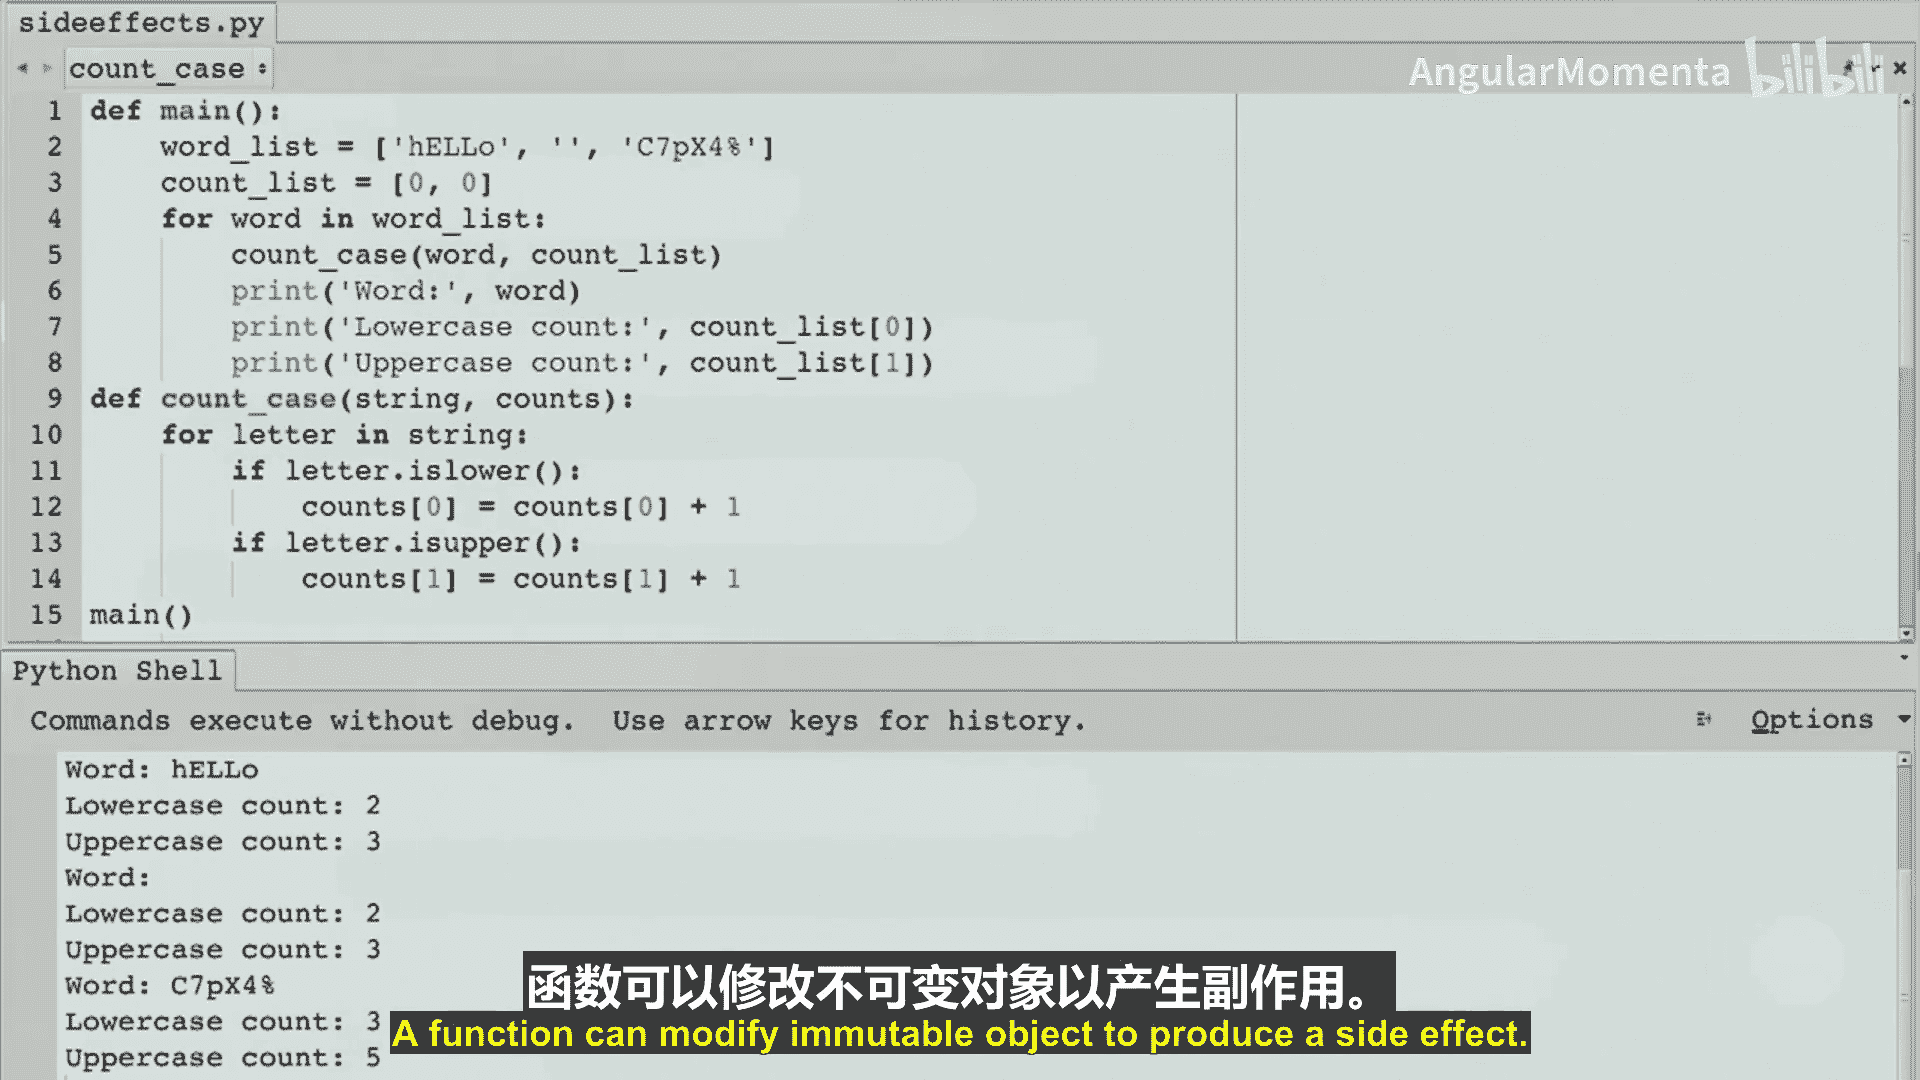 sideeffects.py
count_case
AngularMomenta bilibili
1 def main():
2     word_list = ['hELLo', '', 'C7pX4%']
3     count_list = [0, 0]
4     for word in word_list:
5         count_case(word, count_list)
6         print('Word:', word)
7         print('Lowercase count:', count_list[0])
8         print('Uppercase count:', count_list[1])
9 def count_case(string, counts):
10     for letter in string:
11         if letter.islower():
12             counts[0] = counts[0] + 1
13         if letter.isupper():
14             counts[1] = counts[1] + 1
15 main()
Python Shell
Commands execute without debug.  Use arrow keys for history.
Options
Word: hELLo
Lowercase count: 2
Uppercase count: 3
Word:
Lowercase count: 2
Uppercase count: 3
Word: C7pX4%
Lowercase count: 3
Uppercase count: 5
函数可以修改不可变对象以产生副作用。
A function can modify immutable object to produce a side effect.